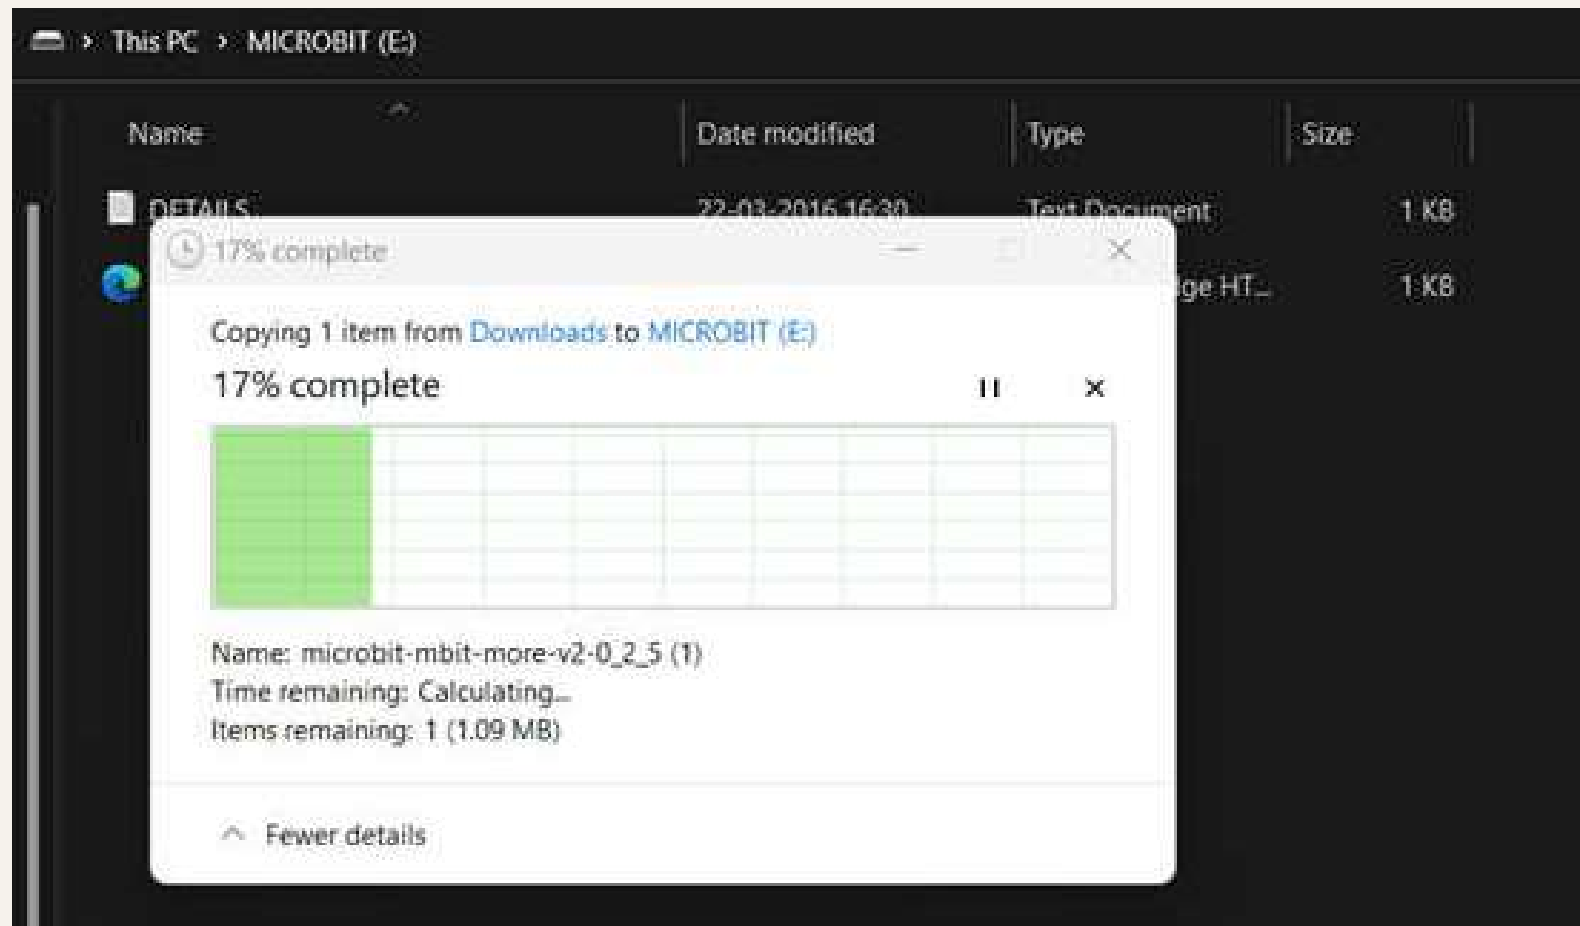 This PC > MICROBIT (E:)
Name Date modified Type Size
DETAILS 22-03-2016 16:30 Text Document 1 KB
17% complete
dge HT... 1 KB
Copying 1 item from Downloads to MICROBIT (E:)
17% complete
Name: microbit-mbit-more-v2-0_2_5 (1)
Time remaining: Calculating...
Items remaining: 1 (1.09 MB)
Fewer details